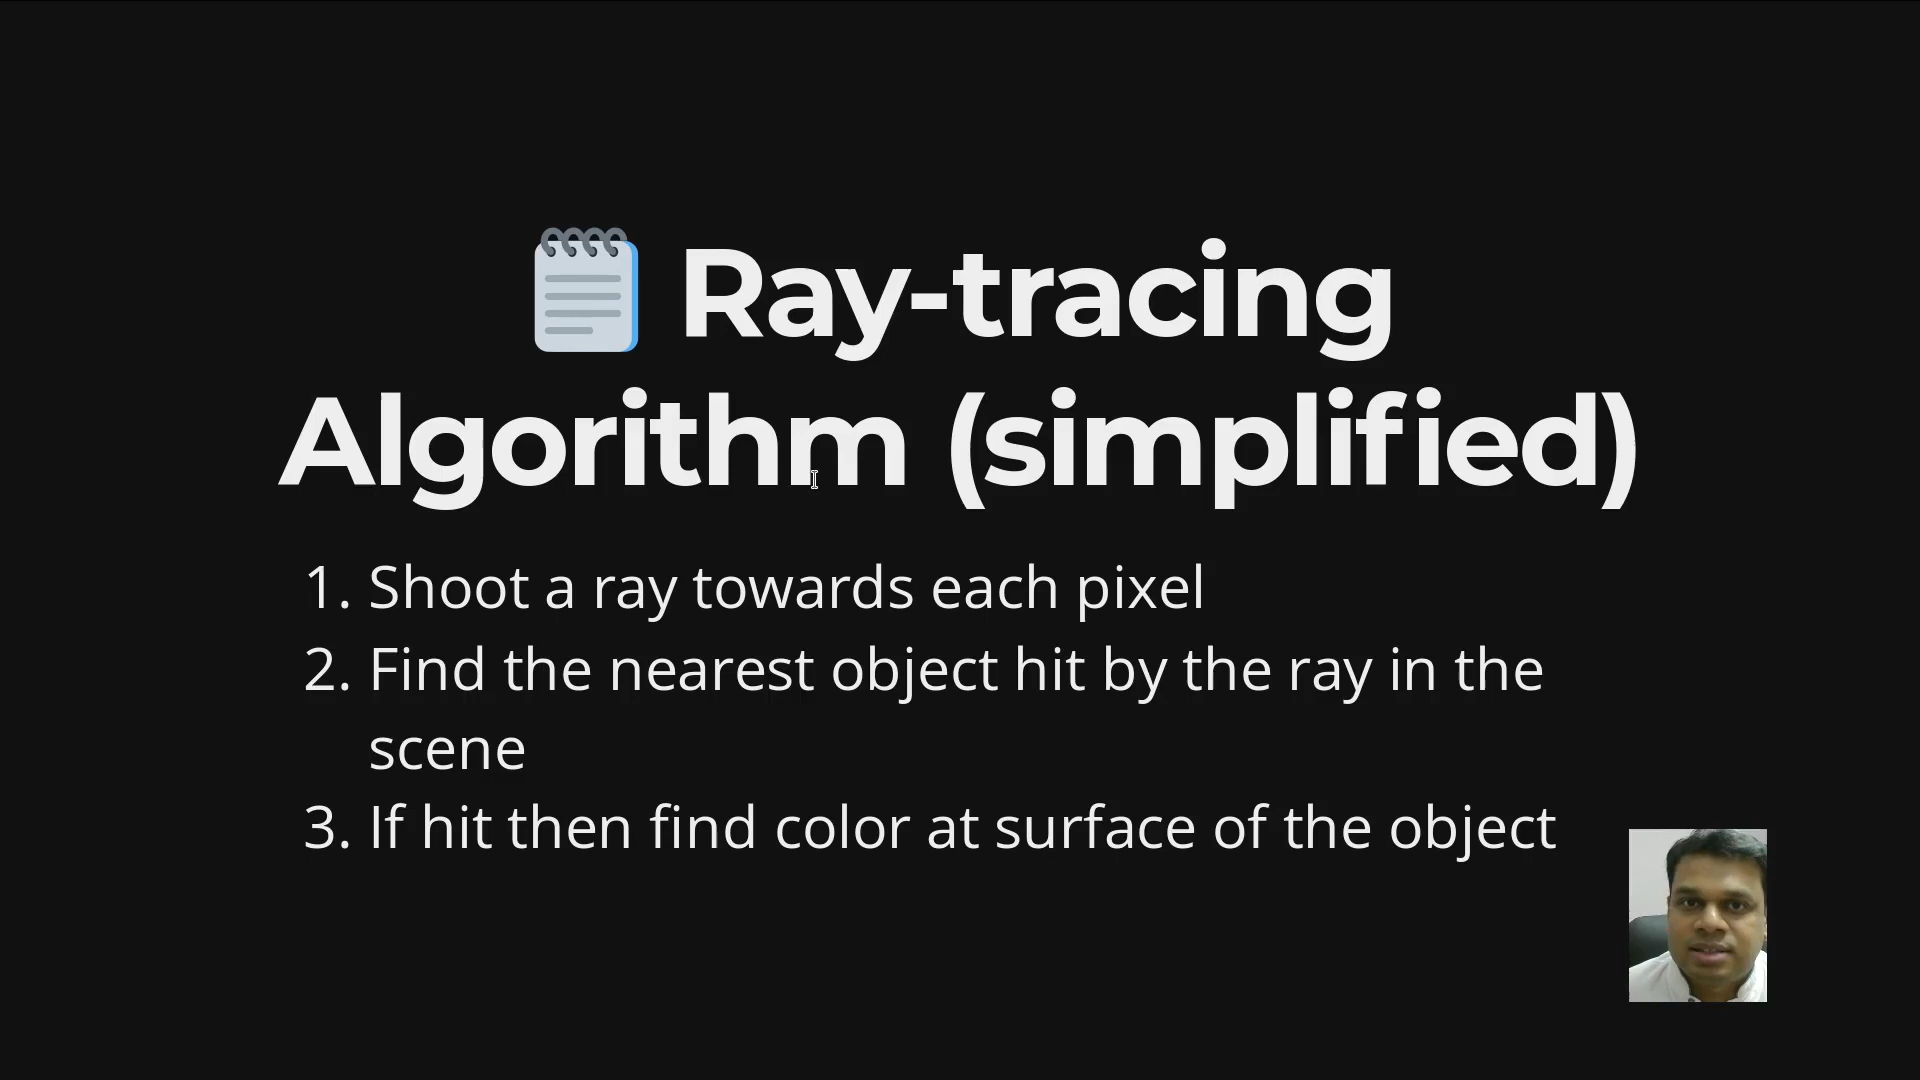 Ray-tracing
Algorithm (simplified)
1. Shoot a ray towards each pixel
2. Find the nearest object hit by the ray in the
scene
3. If hit then find color at surface of the object